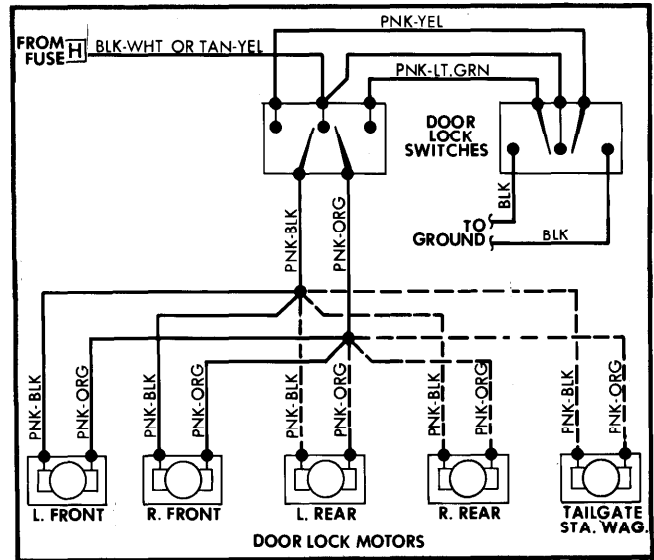 PNK-YEL
FROM
FUSE H
BLK-WHT OR TAN-YEL
PNK-LT.GRN
DOOR
LOCK
SWITCHES
BLK
TO
GROUND
BLK
PNK-BLK
PNK-ORG
PNK-BLK
PNK-ORG
PNK-BLK
PNK-ORG
PNK-BLK
PNK-ORG
PNK-BLK
PNK-ORG
PNK-BLK
PNK-ORG
L. FRONT
R. FRONT
L. REAR
R. REAR
TAILGATE
STA. WAG.
DOOR LOCK MOTORS